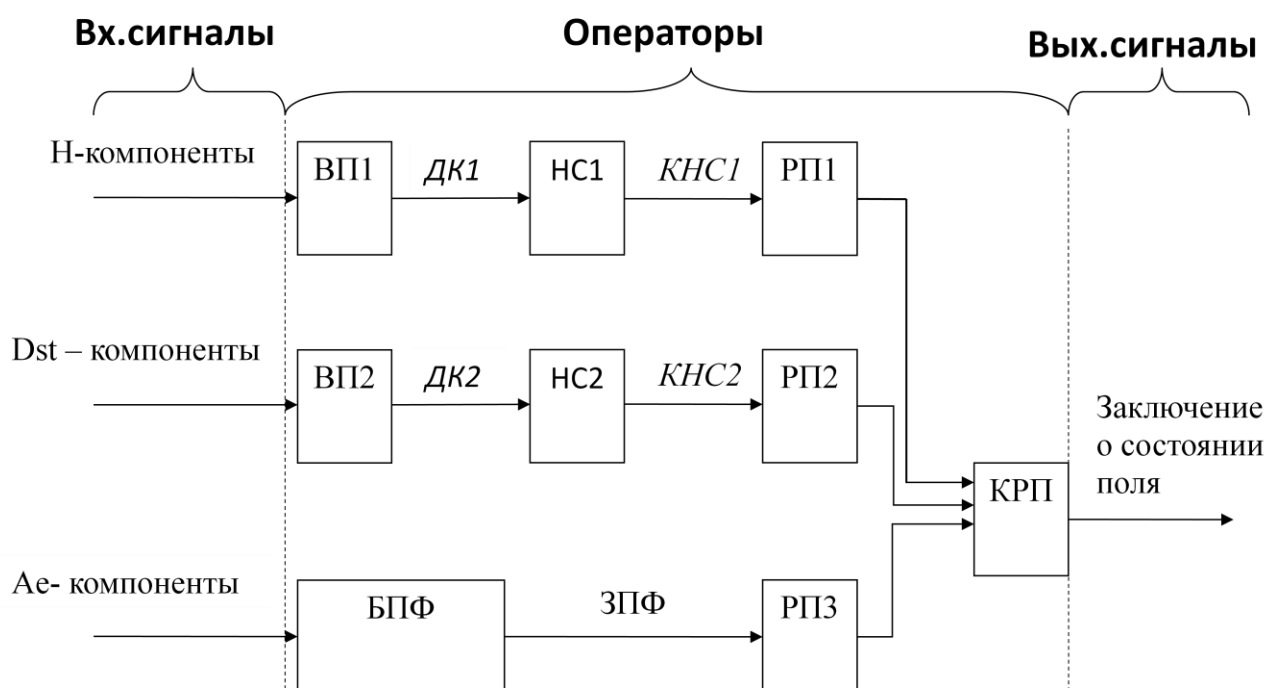 Вх.сигналы
Операторы
Вых.сигналы
Н-компоненты
ВП1
ДК1
НС1
КНС1
РП1
Dst – компоненты
ВП2
ДК2
НС2
КНС2
РП2
Заключение
о состоянии
поля
КРП
Ae- компоненты
БПФ
ЗПФ
РП3